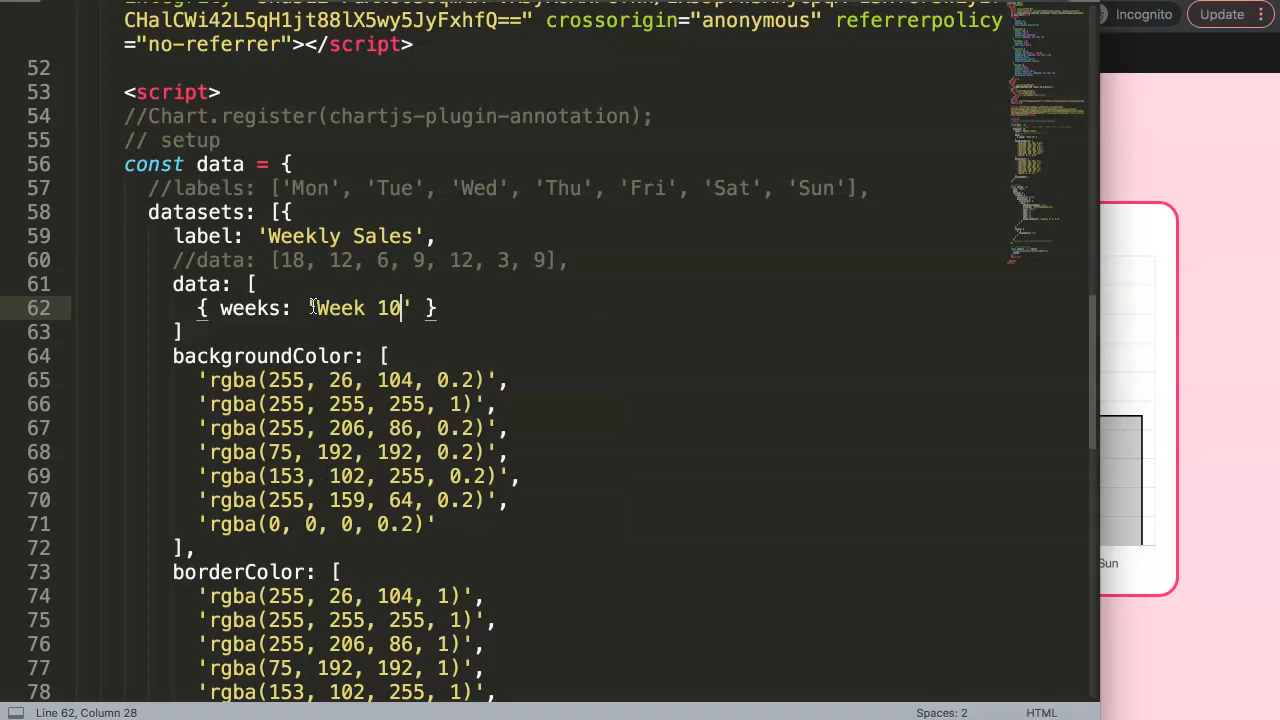 CHalCWi42L5qH1jt88lX5wy5JyFxhfQ==" crossorigin="anonymous" referrerpolicy
="no-referrer"></script>
52
53 <script>
54 //Chart.register(chartjs-plugin-annotation);
55 // setup
56 const data = {
57 //labels: ['Mon', 'Tue', 'Wed', 'Thu', 'Fri', 'Sat', 'Sun'],
58 datasets: [{
59 label: 'Weekly Sales',
60 //data: [18, 12, 6, 9, 12, 3, 9],
61 data: [
62 { weeks: 'Week 10' }
63 ]
64 backgroundColor: [
65 'rgba(255, 26, 104, 0.2)',
66 'rgba(255, 255, 255, 1)',
67 'rgba(255, 206, 86, 0.2)',
68 'rgba(75, 192, 192, 0.2)',
69 'rgba(153, 102, 255, 0.2)',
70 'rgba(255, 159, 64, 0.2)',
71 'rgba(0, 0, 0, 0.2)'
72 ],
73 borderColor: [
74 'rgba(255, 26, 104, 1)',
75 'rgba(255, 255, 255, 1)',
76 'rgba(255, 206, 86, 1)',
77 'rgba(75, 192, 192, 1)',
78 'rgba(153, 102, 255, 1)',
Line 62, Column 28
Spaces: 2
HTML
Incognito
Update
Sun